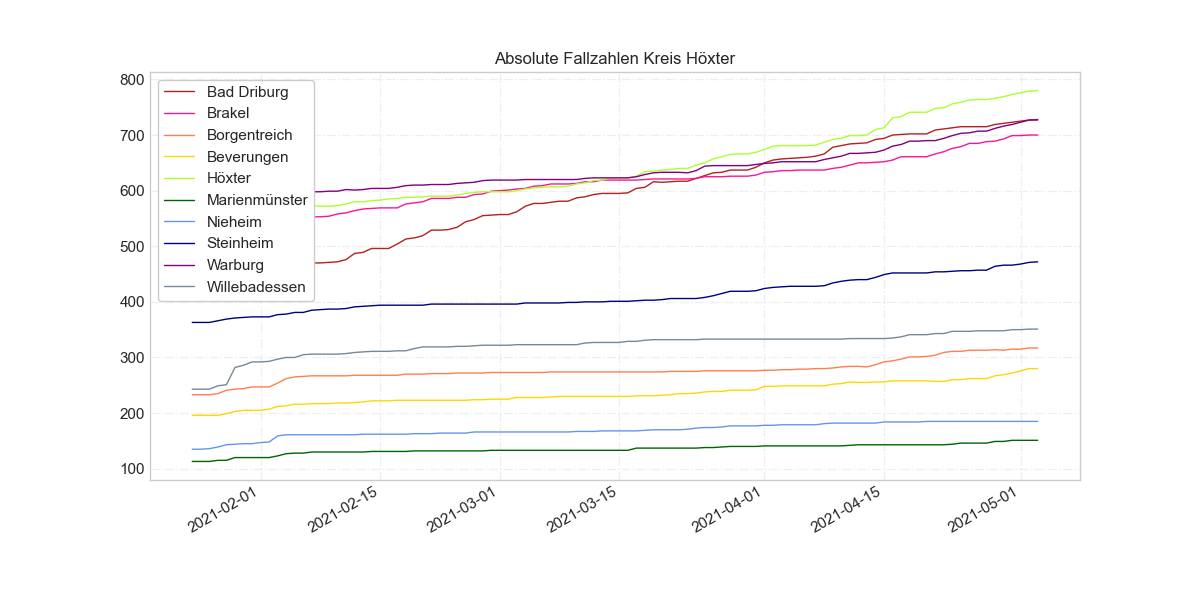 Absolute Fallzahlen Kreis Höxter
800
700
600
500
400
300
200
100
Bad Driburg
Brakel
Borgentreich
Beverungen
Höxter
Marienmünster
Nieheim
Steinheim
Warburg
Willebadessen
2021-02-01
2021-02-15
2021-03-01
2021-03-15
2021-04-01
2021-04-15
2021-05-01